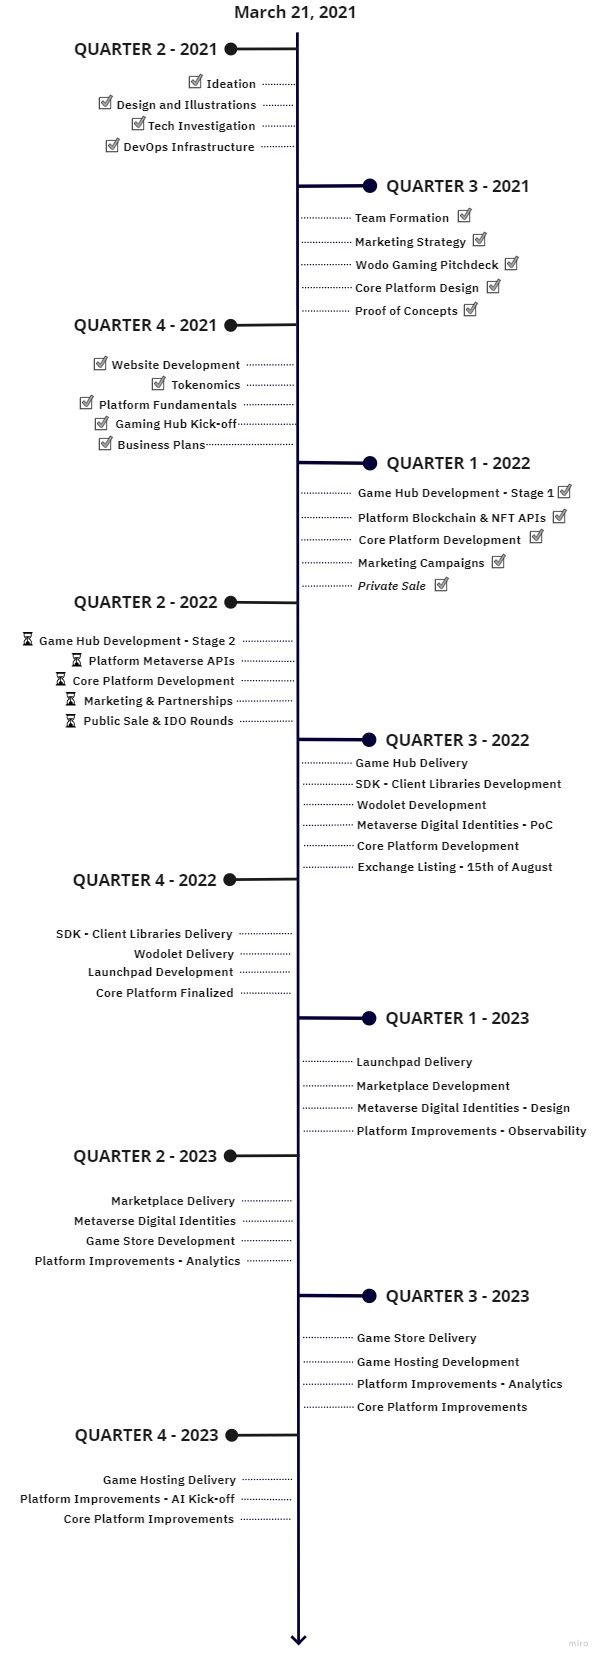 March 21, 2021
QUARTER 2 - 2021
Ideation
Design and Illustrations
Tech Investigation
DevOps Infrastructure
QUARTER 3 - 2021
Team Formation
Marketing Strategy
Wodo Gaming Pitchdeck
Core Platform Design
Proof of Concepts
QUARTER 4 - 2021
Website Development
Tokenomics
Platform Fundamentals
Gaming Hub Kick-off
Business Plans
QUARTER 1 - 2022
Game Hub Development - Stage 1
Platform Blockchain & NFT APIs
Core Platform Development
Marketing Campaigns
Private Sale
QUARTER 2 - 2022
Game Hub Development - Stage 2
Platform Metaverse APIs
Core Platform Development
Marketing & Partnerships
Public Sale & IDO Rounds
QUARTER 3 - 2022
Game Hub Delivery
SDK - Client Libraries Development
Wodolet Development
Metaverse Digital Identities - PoC
Core Platform Development
Exchange Listing - 15th of August
QUARTER 4 - 2022
SDK - Client Libraries Delivery
Wodolet Delivery
Launchpad Development
Core Platform Finalized
QUARTER 1 - 2023
Launchpad Delivery
Marketplace Development
Metaverse Digital Identities - Design
Platform Improvements - Observability
QUARTER 2 - 2023
Marketplace Delivery
Metaverse Digital Identities
Game Store Development
Platform Improvements - Analytics
QUARTER 3 - 2023
Game Store Delivery
Game Hosting Development
Platform Improvements - Analytics
Core Platform Improvements
QUARTER 4 - 2023
Game Hosting Delivery
Platform Improvements - AI Kick-off
Core Platform Improvements
miro